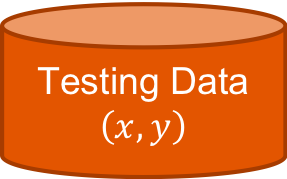 Testing Data
(𝑥, 𝑦)